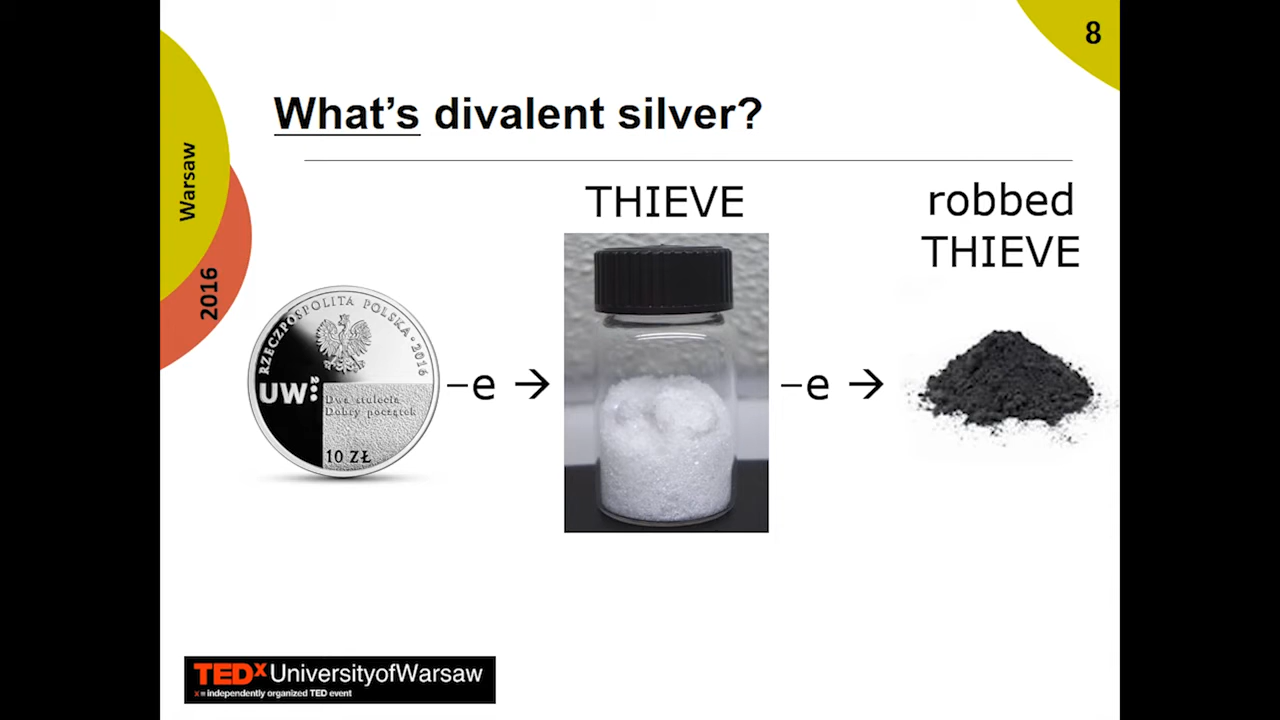 8
What's divalent silver?
Warsaw
2016
THIEVE
robbed
THIEVE
RZECZPOSPOLITA POLSKA · 2016
UW 200
Dwa stulecia
Dobry początek
10 ZŁ
–e →
–e →
TEDx UniversityofWarsaw
x = independently organized TED event